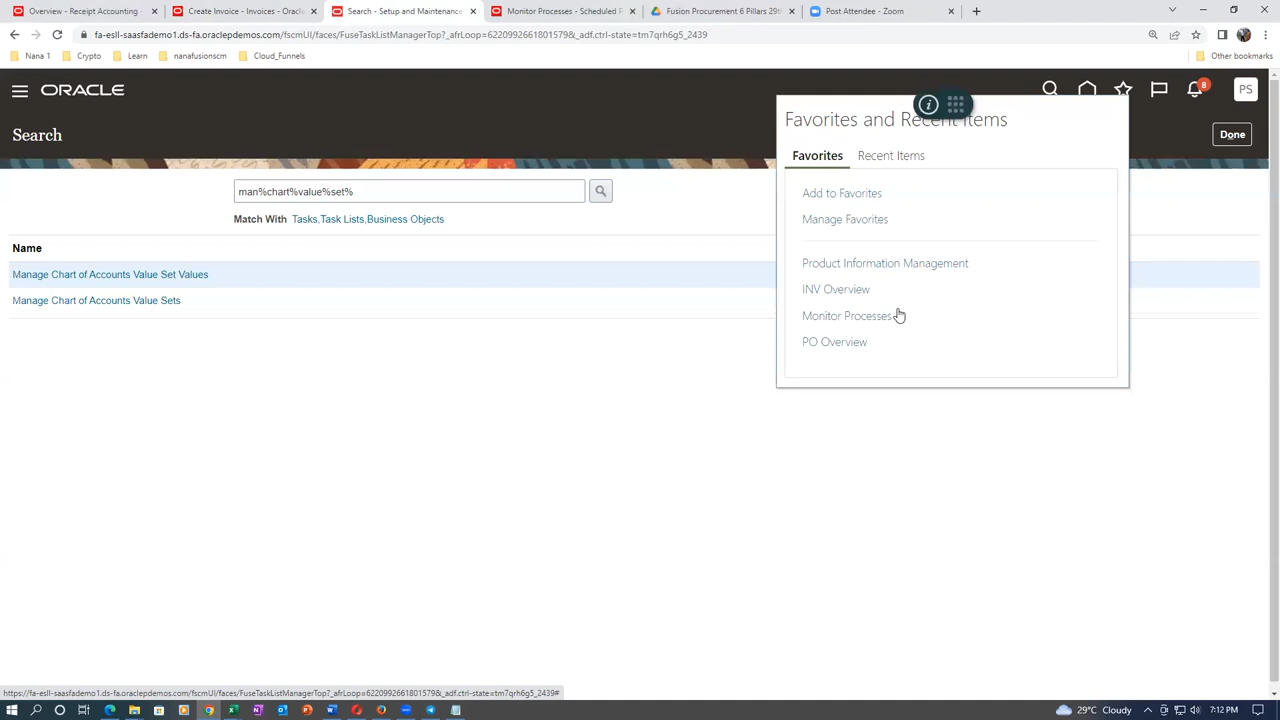 Overview - Receipt Accounting
Create Invoice - Invoices - Oracle
Search - Setup and Maintenance
Monitor Processes - Scheduled P
Fusion Procurement 6 Pillars 29th
Post Attendee - Zoom
fa-esll-saasfademo1.ds-fa.oraclepdemos.com/fscmUI/faces/FuseTaskListManagerTop?_afrLoop=62209926618015​79&_adf.ctrl-state=tm7qrh6g5_2439
Nana 1
Crypto
Learn
nanafusionscm
Cloud_Funnels
Other bookmarks
ORACLE
8
PS
Search
Done
Favorites and Recent Items
Favorites
Recent Items
man%chart%value%set%
Match With Tasks,Task Lists,Business Objects
Add to Favorites
Manage Favorites
Name
Product Information Management
Manage Chart of Accounts Value Set Values
INV Overview
Manage Chart of Accounts Value Sets
Monitor Processes
PO Overview
https://fa-esll-saasfademo1.ds-fa.oraclepdemos.com/fscmUI/faces/FuseTaskListManagerTop?_afrLoop=6220992661801579&_adf.ctrl-state=tm7qrh6g5_2439#
29°C Cloudy
7:12 PM